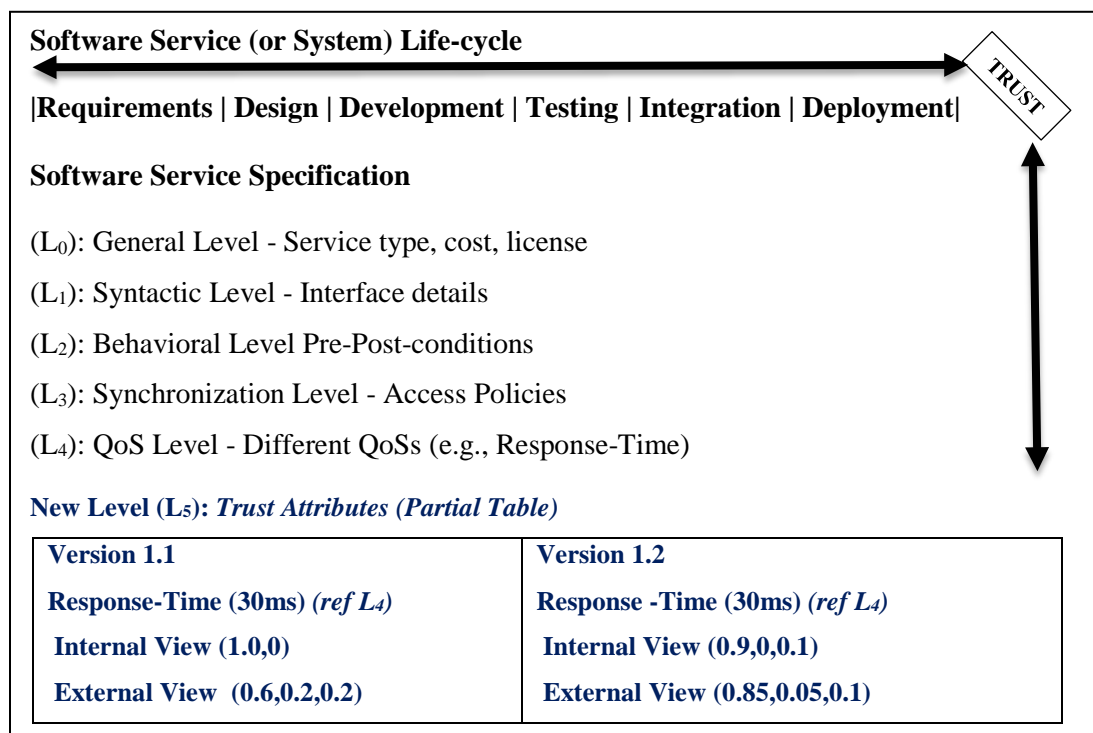 Software Service (or System) Life-cycle
TRUST
|Requirements | Design | Development | Testing | Integration | Deployment|
Software Service Specification
(L0): General Level - Service type, cost, license
(L1): Syntactic Level - Interface details
(L2): Behavioral Level Pre-Post-conditions
(L3): Synchronization Level - Access Policies
(L4): QoS Level - Different QoSs (e.g., Response-Time)
New Level (L5): Trust Attributes (Partial Table)
Version 1.1
Response-Time (30ms) (ref L4)
Internal View (1.0,0)
External View (0.6,0.2,0.2)
Version 1.2
Response -Time (30ms) (ref L4)
Internal View (0.9,0,0.1)
External View (0.85,0.05,0.1)